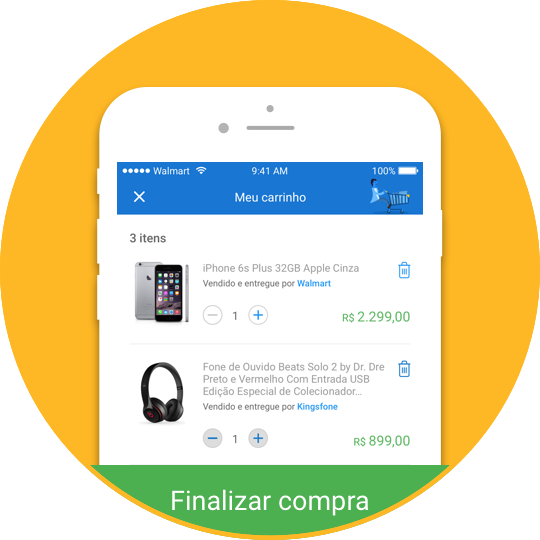 Walmart 9:41 AM 100%
Meu carrinho
3 itens
iPhone 6s Plus 32GB Apple Cinza
Vendido e entregue por Walmart
1
R$ 2.299,00
Fone de Ouvido Beats Solo 2 by Dr. Dre
Preto e Vermelho Com Entrada USB
Edição Especial de Colecionador...
Vendido e entregue por Kingsfone
1
R$ 899,00
Finalizar compra